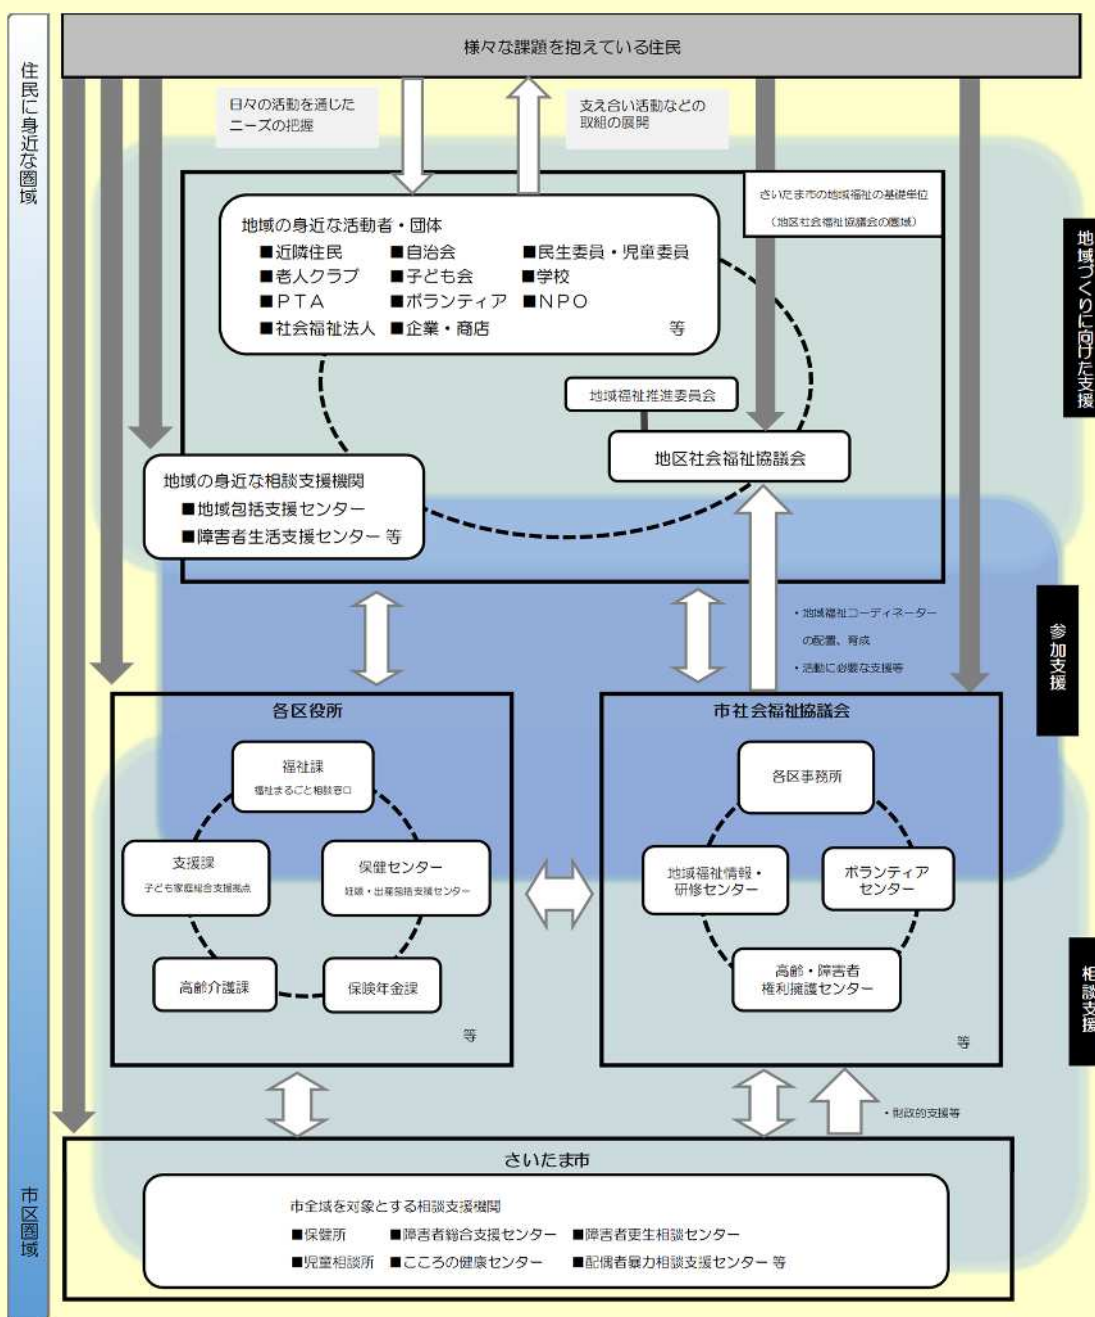 様々な課題を抱えている住民
住民に身近な圏域
日々の活動を通じた
ニーズの把握
支え合い活動などの
取組の展開
さいたま市の地域福祉の基礎単位
(地区社会福祉協議会の圏域)
地域の身近な活動者・団体
■近隣住民 ■自治会 ■民生委員・児童委員
■老人クラブ ■子ども会 ■学校
■PTA ■ボランティア ■NPO
■社会福祉法人 ■企業・商店 等
地域づくりに向けた支援
地域福祉推進委員会
地区社会福祉協議会
地域の身近な相談支援機関
■地域包括支援センター
■障害者生活支援センター 等
・地域福祉コーディネーター
の配置、育成
・活動に必要な支援等
参加支援
各区役所
福祉課
福祉まるごと相談窓口
支援課
子ども家庭総合支援拠点
保健センター
妊娠・出産包括支援センター
高齢介護課
保険年金課
等
市社会福祉協議会
各区事務所
地域福祉情報・
研修センター
ボランティア
センター
高齢・障害者
権利擁護センター
等
相談支援
・財政的支援等
市区圏域
さいたま市
市全域を対象とする相談支援機関
■保健所 ■障害者総合支援センター ■障害者更生相談センター
■児童相談所 ■こころの健康センター ■配偶者暴力相談支援センター 等